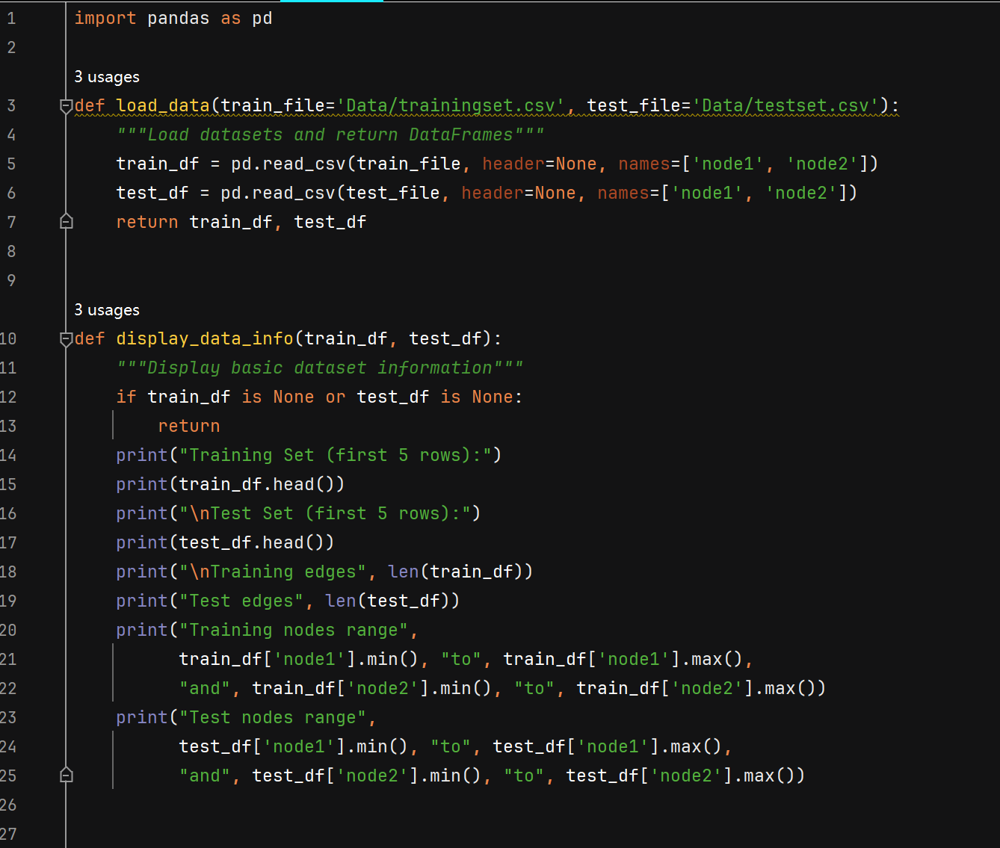 1 import pandas as pd
2
3 usages
3 def load_data(train_file='Data/trainingset.csv', test_file='Data/testset.csv'):
4     """Load datasets and return DataFrames"""
5     train_df = pd.read_csv(train_file, header=None, names=['node1', 'node2'])
6     test_df = pd.read_csv(test_file, header=None, names=['node1', 'node2'])
7     return train_df, test_df
8
9
3 usages
10 def display_data_info(train_df, test_df):
11     """Display basic dataset information"""
12     if train_df is None or test_df is None:
13         return
14     print("Training Set (first 5 rows):")
15     print(train_df.head())
16     print("\nTest Set (first 5 rows):")
17     print(test_df.head())
18     print("\nTraining edges", len(train_df))
19     print("Test edges", len(test_df))
20     print("Training nodes range",
21           train_df['node1'].min(), "to", train_df['node1'].max(),
22           "and", train_df['node2'].min(), "to", train_df['node2'].max())
23     print("Test nodes range",
24           test_df['node1'].min(), "to", test_df['node1'].max(),
25           "and", test_df['node2'].min(), "to", test_df['node2'].max())
26
27